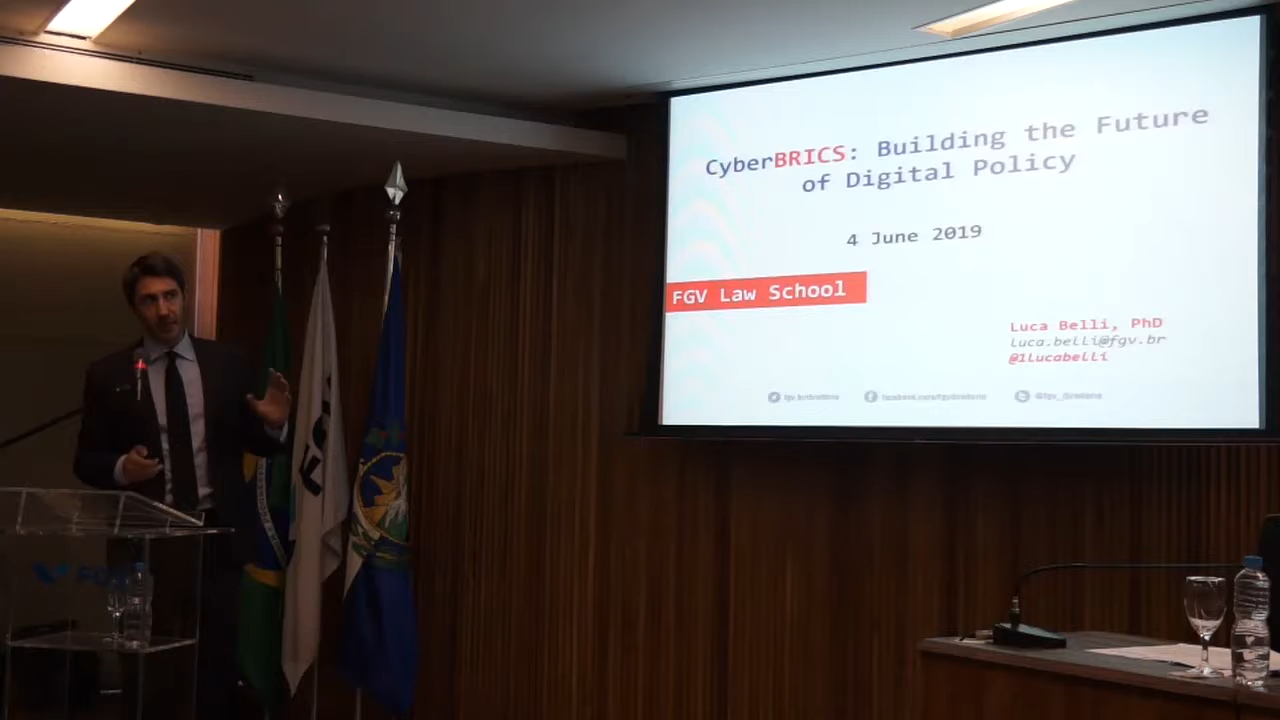 CyberBRICS: Building the Future
of Digital Policy
4 June 2019
FGV Law School
Luca Belli, PhD
luca.belli@fgv.br
@1lucabelli
FGV